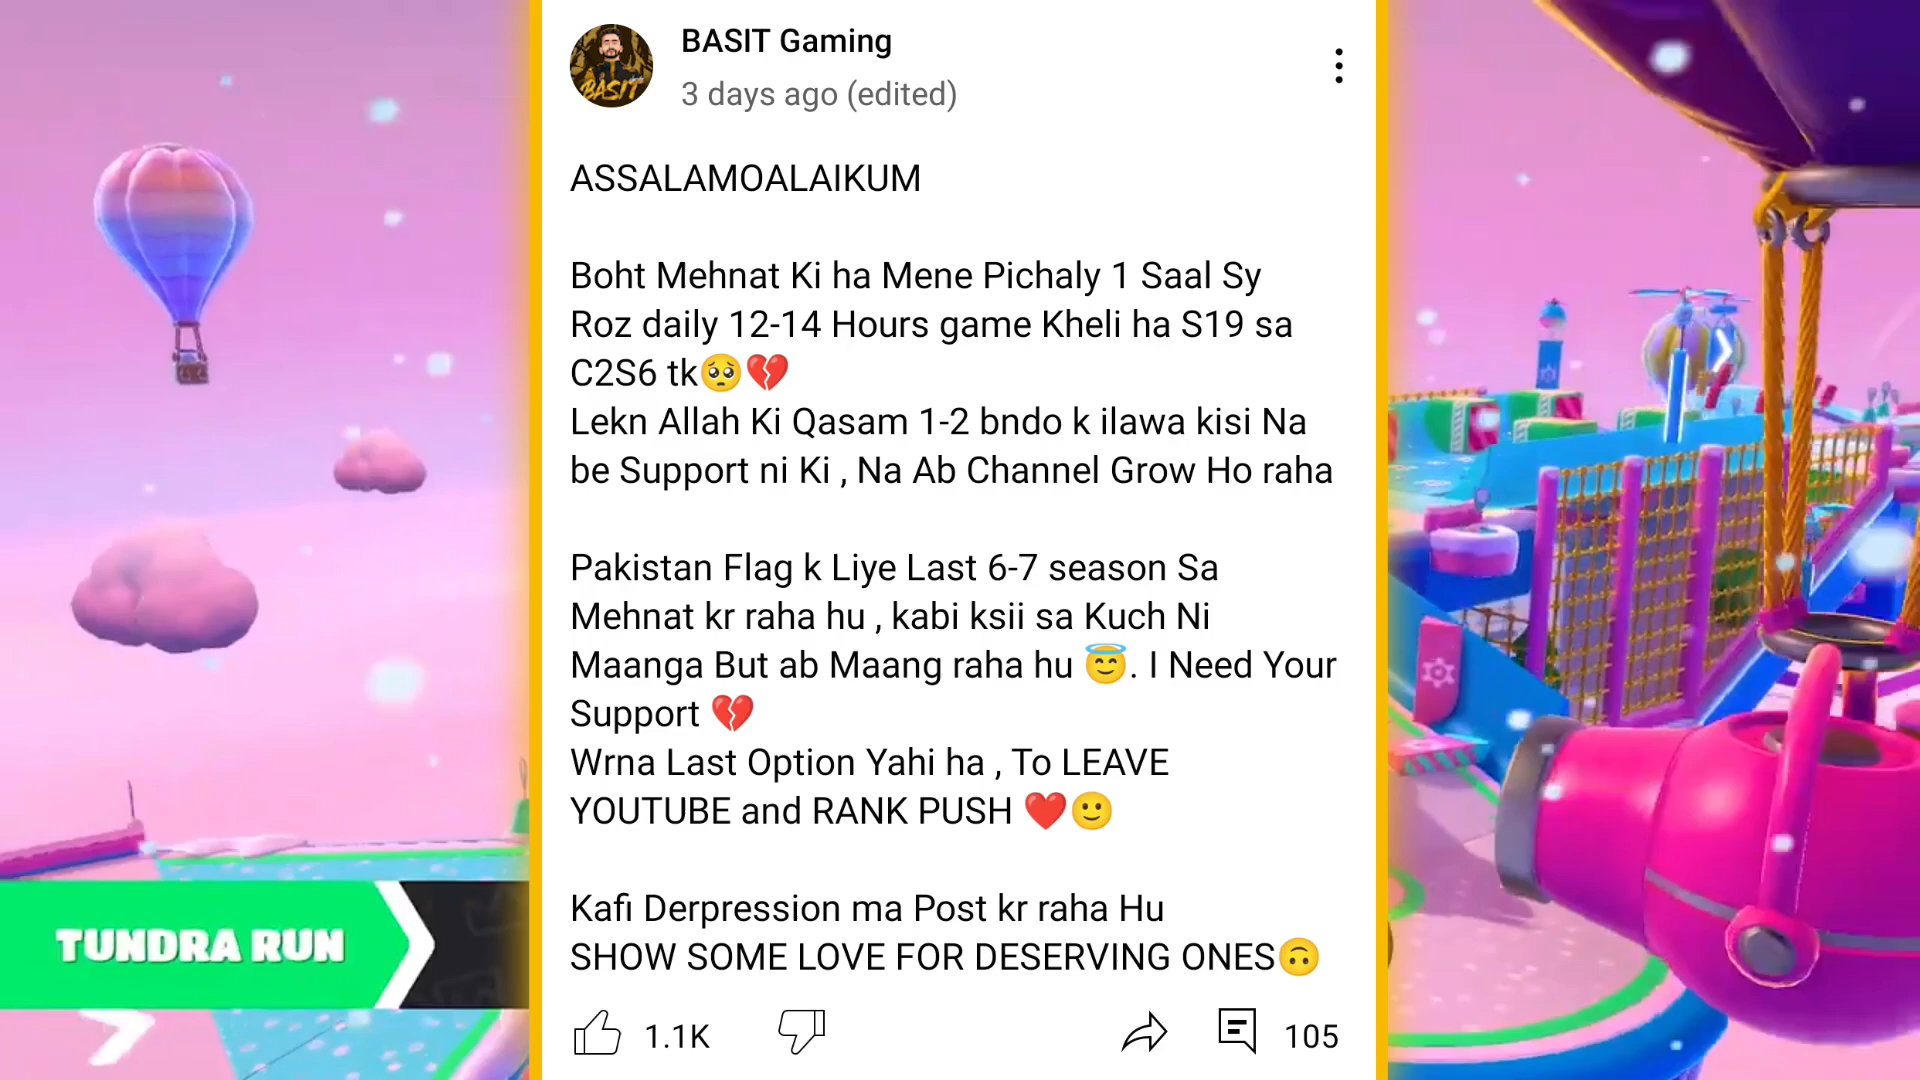 BASIT Gaming
3 days ago (edited)
BASIT
ASSALAMOALAIKUM
Boht Mehnat Ki ha Mene Pichaly 1 Saal Sy
Roz daily 12-14 Hours game Kheli ha S19 sa
C2S6 tk🥺💔
Lekn Allah Ki Qasam 1-2 bndo k ilawa kisi Na
be Support ni Ki , Na Ab Channel Grow Ho raha
Pakistan Flag k Liye Last 6-7 season Sa
Mehnat kr raha hu , kabi ksii sa Kuch Ni
Maanga But ab Maang raha hu 😇. I Need Your
Support 💔
Wrna Last Option Yahi ha , To LEAVE
YOUTUBE and RANK PUSH ❤️🙂
Kafi Derpression ma Post kr raha Hu
SHOW SOME LOVE FOR DESERVING ONES🙃
1.1K
105
TUNDRA RUN